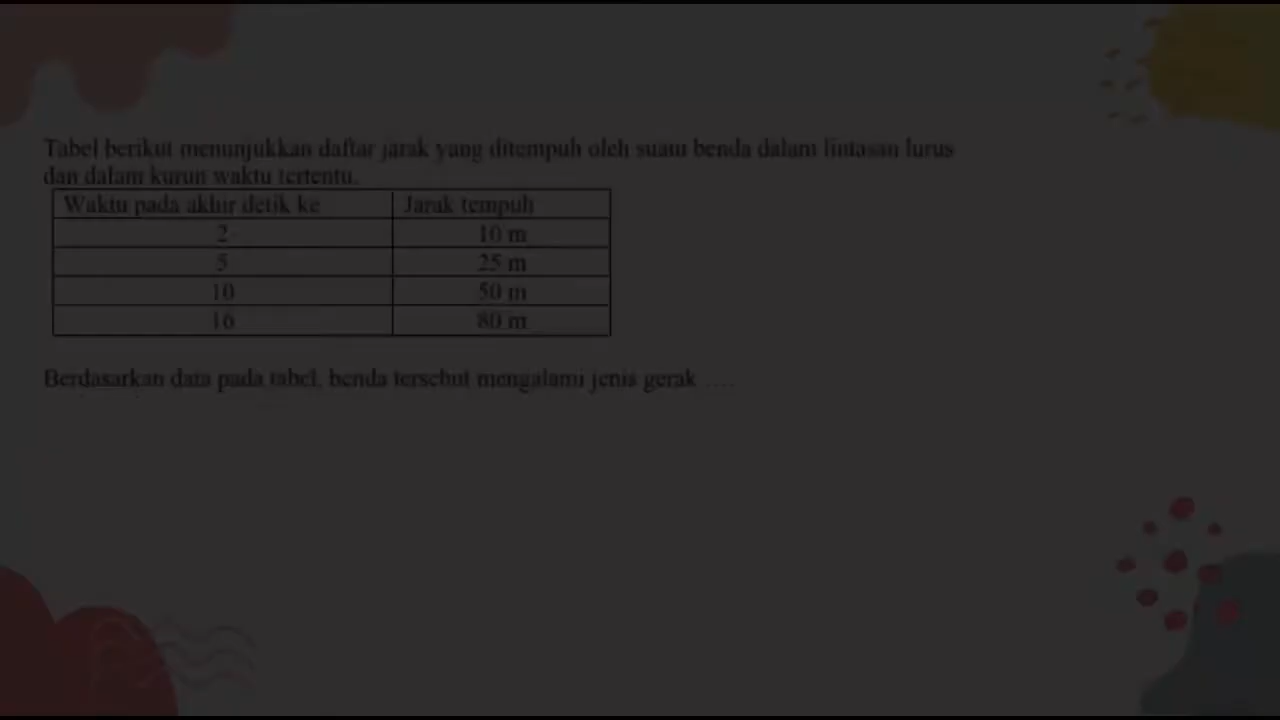 Tabel berikut menunjukkan daftar jarak yang ditempuh oleh suatu benda dalam lintasan lurus
dan dalam kurun waktu tertentu.
Waktu pada akhir detik ke Jarak tempuh
2 10 m
5 25 m
10 50 m
16 80 m
Berdasarkan data pada tabel, benda tersebut mengalami jenis gerak ....